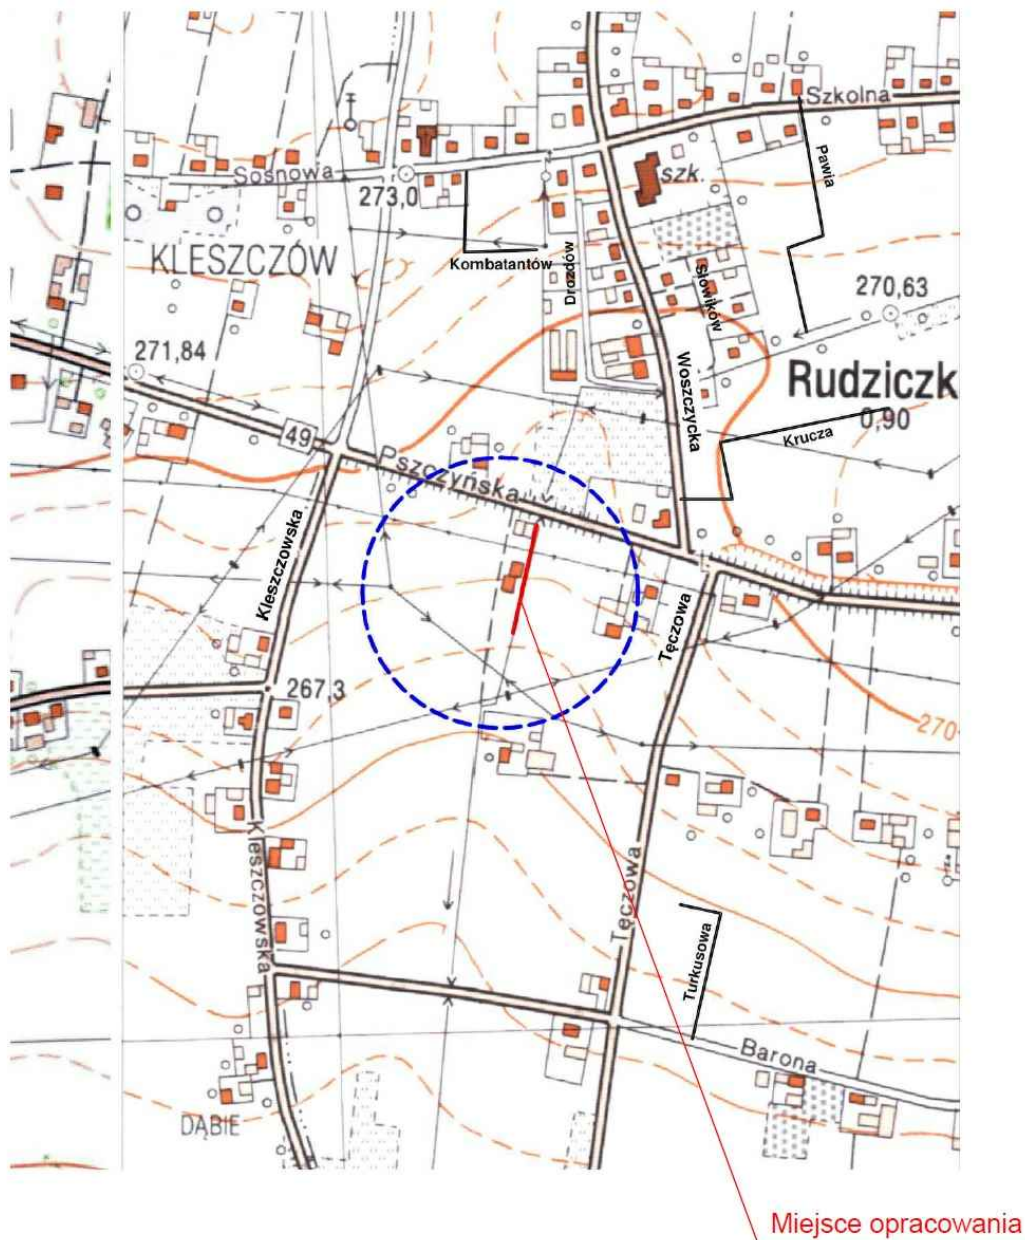 Szkolna
Pawia
szk.
Sosnowa
273,0
KLESZCZÓW
Kombatantów
Drozdów
Słowików
270,63
271,84
Woszczycka
Rudziczk
0,90
Krucza
49
Pszczyńska
Kleszczowska
Tęczowa
267,3
270
Kleszczowska
Tęczowa
Turkusowa
Barona
DĄBIE
Miejsce opracowania